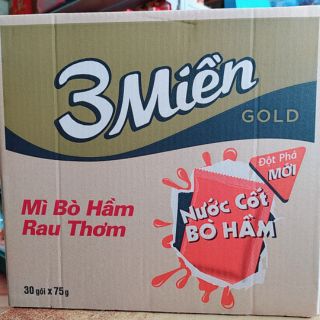 3Miền
GOLD
Đột Phá
MỚI
Nước Cốt
BÒ HẦM
Mì Bò Hầm
Rau Thơm
30 gói x 75g